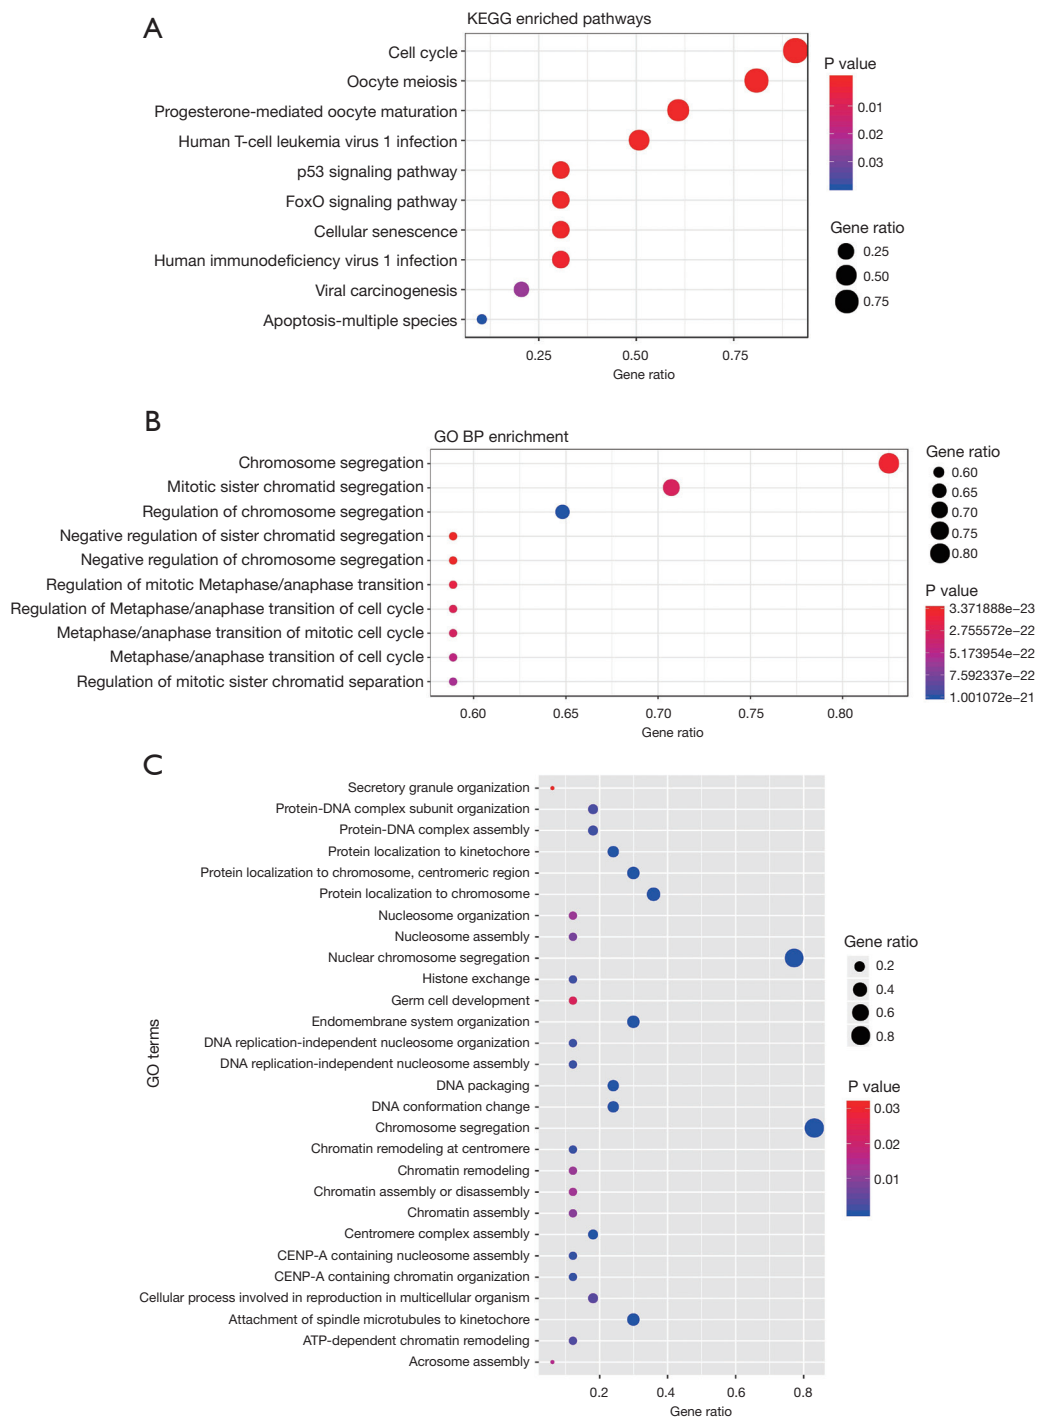 A
KEGG enriched pathways
Cell cycle
Oocyte meiosis
Progesterone-mediated oocyte maturation
Human T-cell leukemia virus 1 infection
p53 signaling pathway
FoxO signaling pathway
Cellular senescence
Human immunodeficiency virus 1 infection
Viral carcinogenesis
Apoptosis-multiple species
0.25 0.50 0.75
Gene ratio
P value
0.01
0.02
0.03
Gene ratio
0.25
0.50
0.75
B
GO BP enrichment
Chromosome segregation
Mitotic sister chromatid segregation
Regulation of chromosome segregation
Negative regulation of sister chromatid segregation
Negative regulation of chromosome segregation
Regulation of mitotic Metaphase/anaphase transition
Regulation of Metaphase/anaphase transition of cell cycle
Metaphase/anaphase transition of mitotic cell cycle
Metaphase/anaphase transition of cell cycle
Regulation of mitotic sister chromatid separation
0.60 0.65 0.70 0.75 0.80
Gene ratio
Gene ratio
0.60
0.65
0.70
0.75
0.80
P value
3.371888e−23
2.755572e−22
5.173954e−22
7.592337e−22
1.001072e−21
C
GO terms
Secretory granule organization
Protein-DNA complex subunit organization
Protein-DNA complex assembly
Protein localization to kinetochore
Protein localization to chromosome, centromeric region
Protein localization to chromosome
Nucleosome organization
Nucleosome assembly
Nuclear chromosome segregation
Histone exchange
Germ cell development
Endomembrane system organization
DNA replication-independent nucleosome organization
DNA replication-independent nucleosome assembly
DNA packaging
DNA conformation change
Chromosome segregation
Chromatin remodeling at centromere
Chromatin remodeling
Chromatin assembly or disassembly
Chromatin assembly
Centromere complex assembly
CENP-A containing nucleosome assembly
CENP-A containing chromatin organization
Cellular process involved in reproduction in multicellular organism
Attachment of spindle microtubules to kinetochore
ATP-dependent chromatin remodeling
Acrosome assembly
0.2 0.4 0.6 0.8
Gene ratio
Gene ratio
0.2
0.4
0.6
0.8
P value
0.03
0.02
0.01